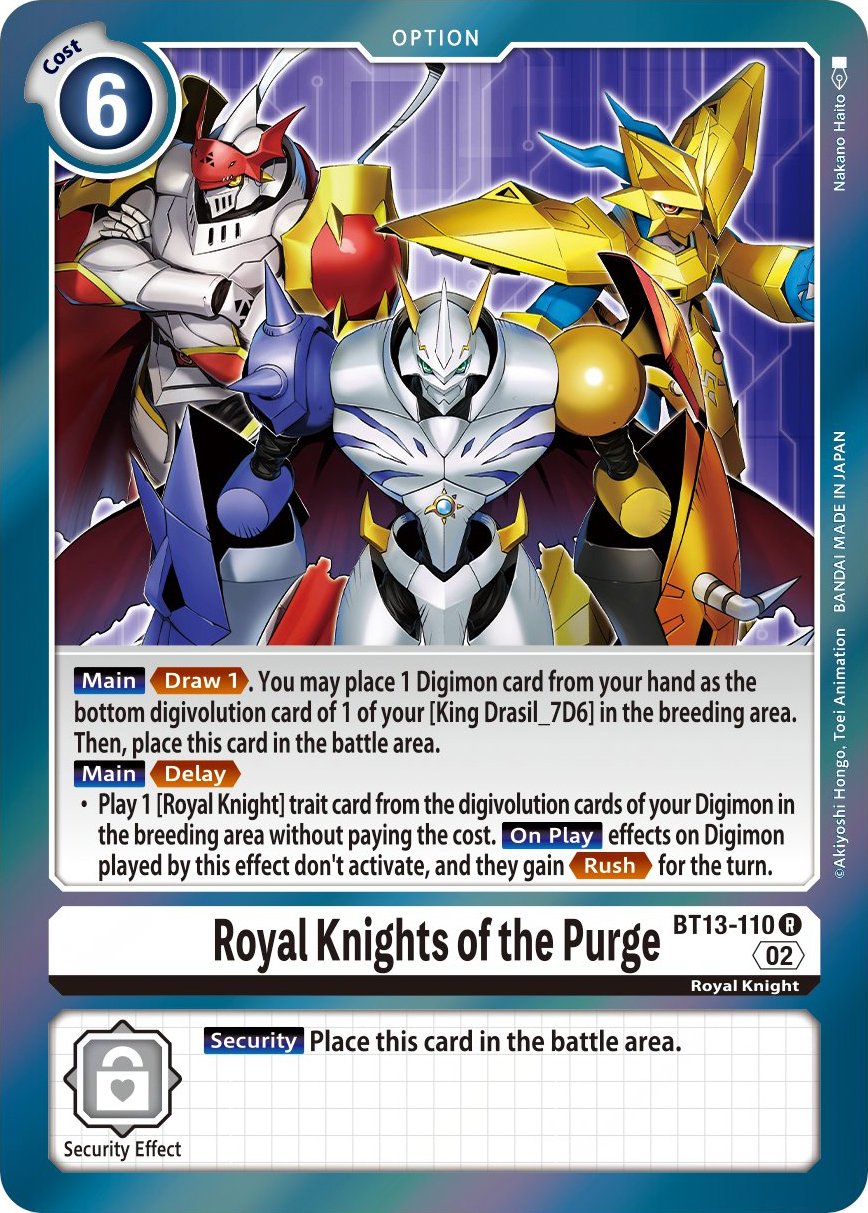 OPTION
Cost
6
Nakano Haito
Main Draw 1. You may place 1 Digimon card from your hand as the
bottom digivolution card of 1 of your [King Drasil_7D6] in the breeding area.
Then, place this card in the battle area.
Main Delay
• Play 1 [Royal Knight] trait card from the digivolution cards of your Digimon in
the breeding area without paying the cost. On Play effects on Digimon
played by this effect don't activate, and they gain Rush for the turn.
©Akiyoshi Hongo, Toei Animation BANDAI MADE IN JAPAN
Royal Knights of the Purge
BT13-110 R
02
Royal Knight
Security Place this card in the battle area.
Security Effect